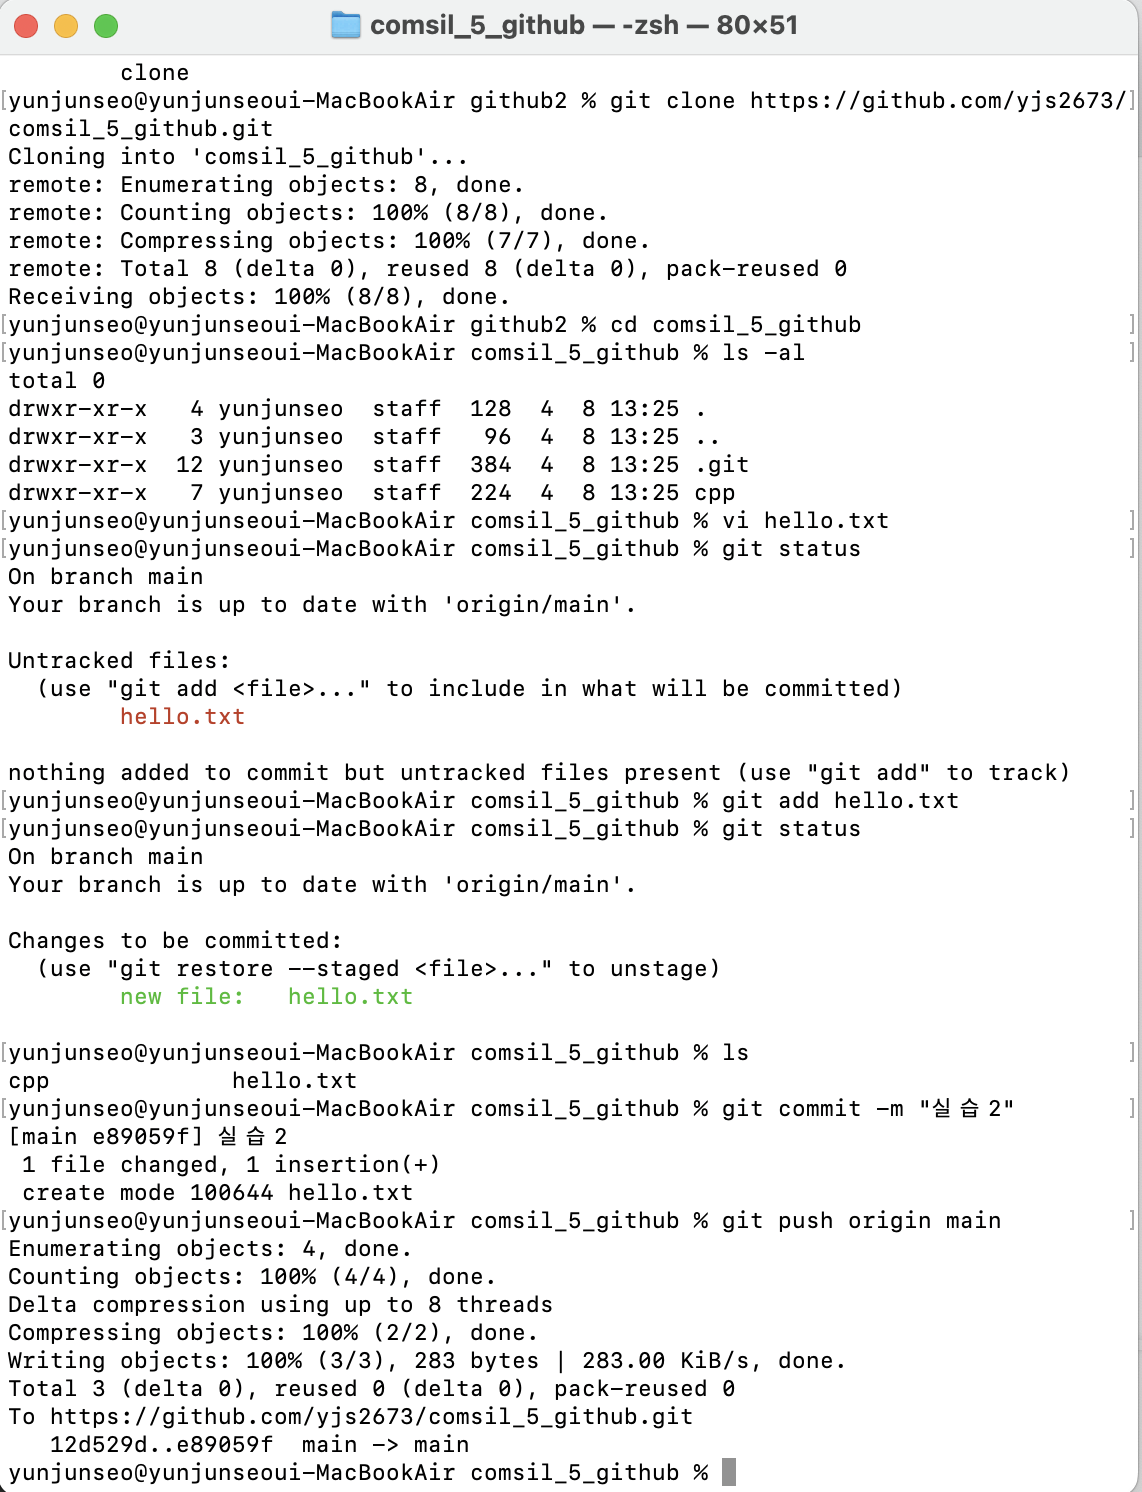 comsil_5_github — -zsh — 80×51
clone
[yunjunseo@yunjunseoui-MacBookAir github2 % git clone https://github.com/yjs2673/]
comsil_5_github.git
Cloning into 'comsil_5_github'...
remote: Enumerating objects: 8, done.
remote: Counting objects: 100% (8/8), done.
remote: Compressing objects: 100% (7/7), done.
remote: Total 8 (delta 0), reused 8 (delta 0), pack-reused 0
Receiving objects: 100% (8/8), done.
[yunjunseo@yunjunseoui-MacBookAir github2 % cd comsil_5_github ]
[yunjunseo@yunjunseoui-MacBookAir comsil_5_github % ls -al ]
total 0
drwxr-xr-x   4 yunjunseo  staff  128  4  8 13:25 .
drwxr-xr-x   3 yunjunseo  staff   96  4  8 13:25 ..
drwxr-xr-x  12 yunjunseo  staff  384  4  8 13:25 .git
drwxr-xr-x   7 yunjunseo  staff  224  4  8 13:25 cpp
[yunjunseo@yunjunseoui-MacBookAir comsil_5_github % vi hello.txt ]
[yunjunseo@yunjunseoui-MacBookAir comsil_5_github % git status ]
On branch main
Your branch is up to date with 'origin/main'.
Untracked files:
(use "git add <file>..." to include in what will be committed)
hello.txt
nothing added to commit but untracked files present (use "git add" to track)
[yunjunseo@yunjunseoui-MacBookAir comsil_5_github % git add hello.txt ]
[yunjunseo@yunjunseoui-MacBookAir comsil_5_github % git status ]
On branch main
Your branch is up to date with 'origin/main'.
Changes to be committed:
(use "git restore --staged <file>..." to unstage)
new file:   hello.txt
[yunjunseo@yunjunseoui-MacBookAir comsil_5_github % ls ]
cpp             hello.txt
[yunjunseo@yunjunseoui-MacBookAir comsil_5_github % git commit -m "실습2" ]
[main e89059f] 실습2
1 file changed, 1 insertion(+)
create mode 100644 hello.txt
[yunjunseo@yunjunseoui-MacBookAir comsil_5_github % git push origin main ]
Enumerating objects: 4, done.
Counting objects: 100% (4/4), done.
Delta compression using up to 8 threads
Compressing objects: 100% (2/2), done.
Writing objects: 100% (3/3), 283 bytes | 283.00 KiB/s, done.
Total 3 (delta 0), reused 0 (delta 0), pack-reused 0
To https://github.com/yjs2673/comsil_5_github.git
12d529d..e89059f  main -> main
yunjunseo@yunjunseoui-MacBookAir comsil_5_github %